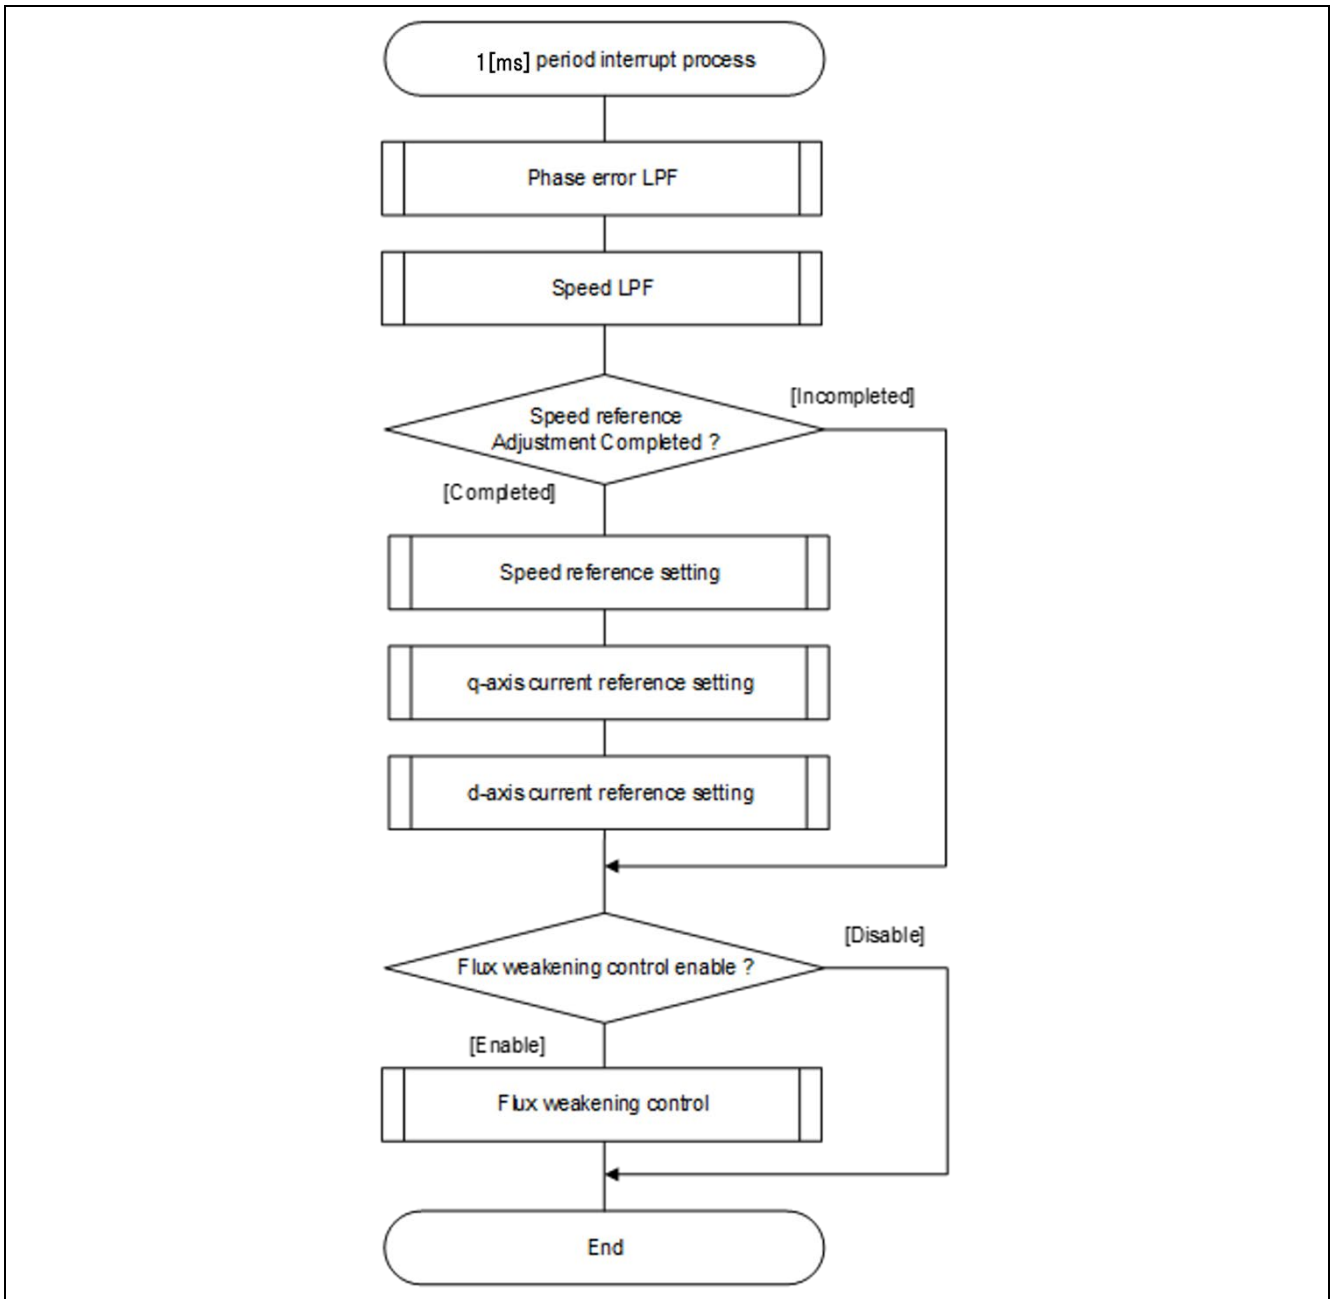 1[ms] period interrupt process
Phase error LPF
Speed LPF
[Incompleted]
Speed reference
Adjustment Completed ?
[Completed]
Speed reference setting
q-axis current reference setting
d-axis current reference setting
[Disable]
Flux weakening control enable ?
[Enable]
Flux weakening control
End